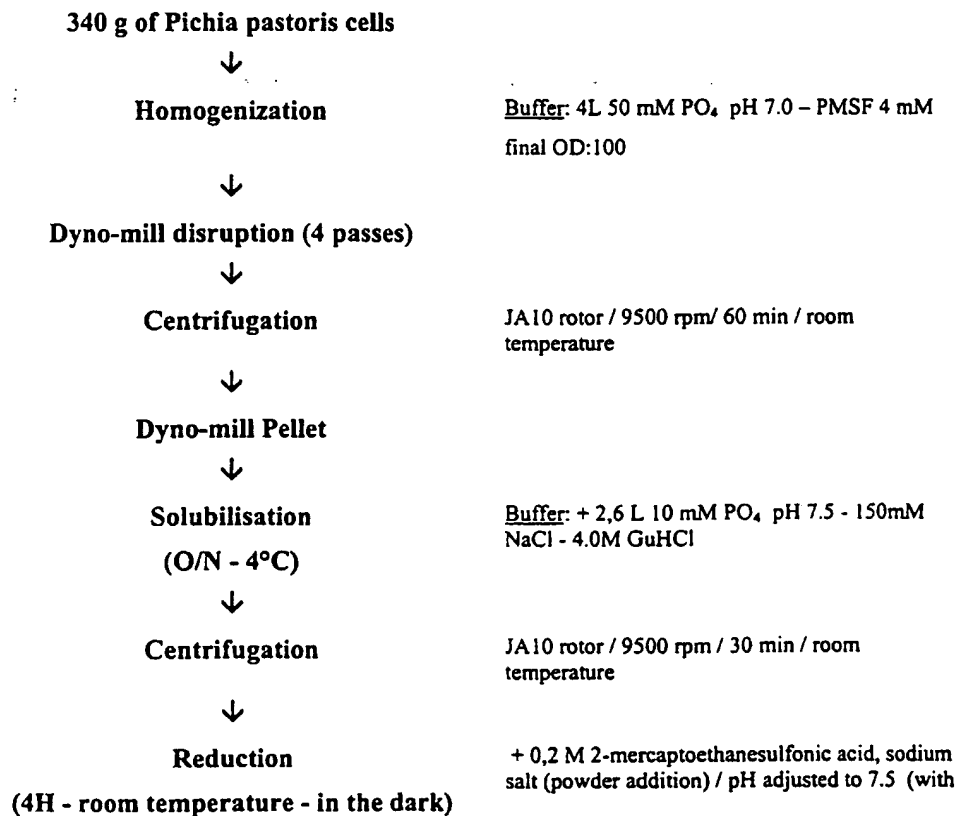 340 g of Pichia pastoris cells
↓
Homogenization
Buffer: 4L 50 mM PO₄ pH 7.0 – PMSF 4 mM
final OD:100
↓
Dyno-mill disruption (4 passes)
↓
Centrifugation
JA10 rotor / 9500 rpm/ 60 min / room
temperature
↓
Dyno-mill Pellet
↓
Solubilisation
(O/N - 4°C)
Buffer: + 2,6 L 10 mM PO₄ pH 7.5 - 150mM
NaCl - 4.0M GuHCl
↓
Centrifugation
JA10 rotor / 9500 rpm / 30 min / room
temperature
↓
Reduction
(4H - room temperature - in the dark)
+ 0,2 M 2-mercaptoethanesulfonic acid, sodium
salt (powder addition) / pH adjusted to 7.5 (with